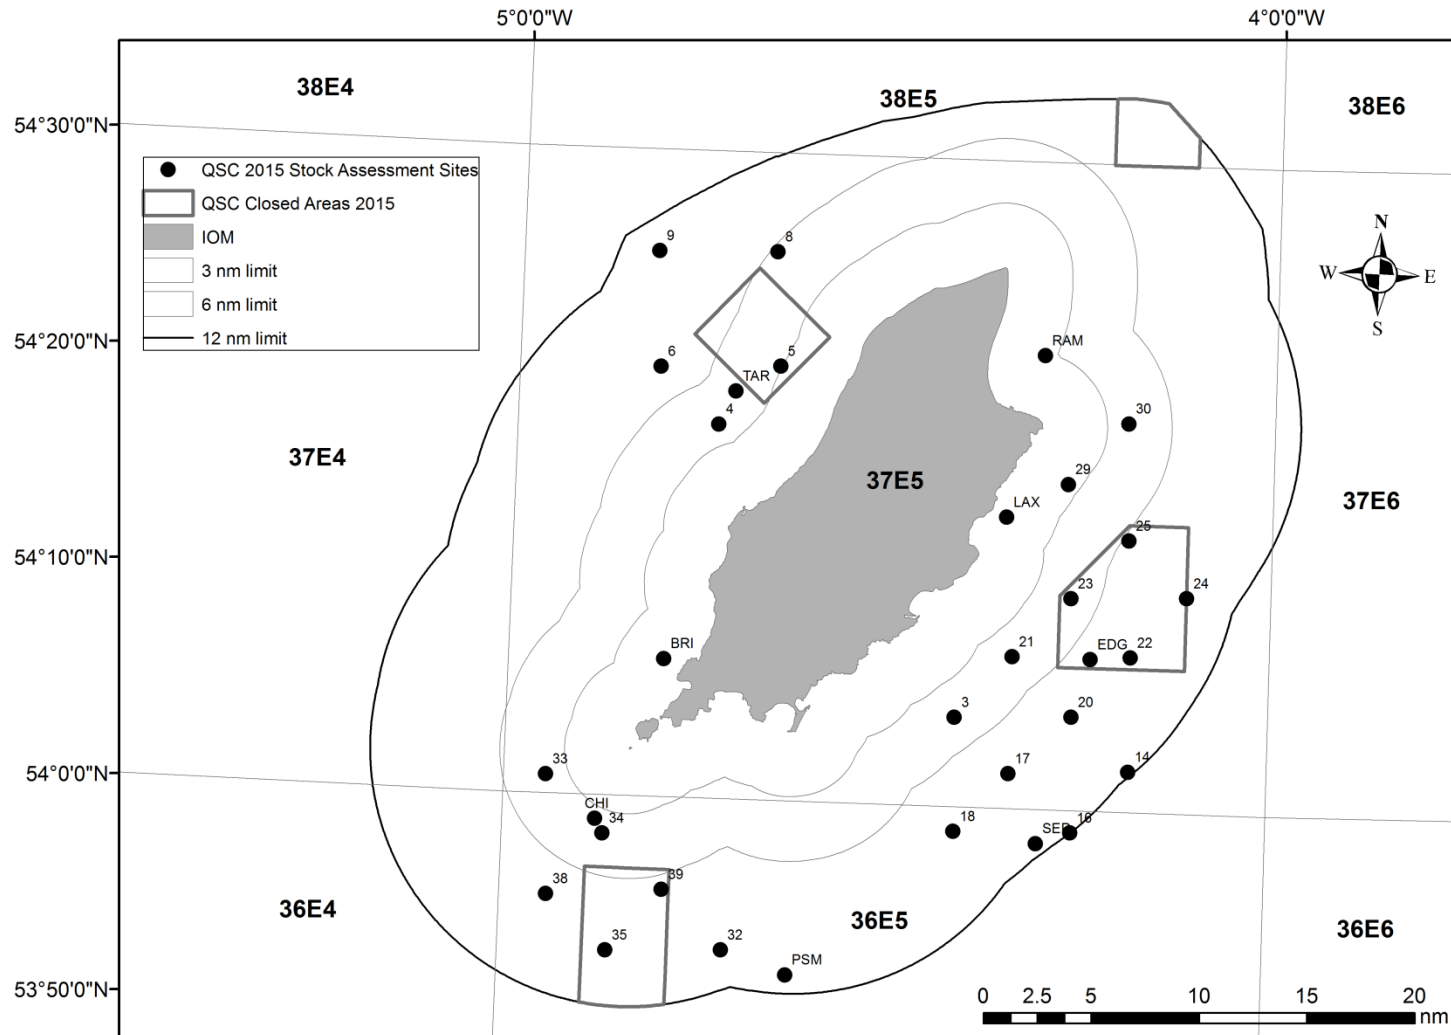 5°0'0"W
4°0'0"W
38E4
38E5
38E6
54°30'0"N
QSC 2015 Stock Assessment Sites
QSC Closed Areas 2015
IOM
3 nm limit
6 nm limit
12 nm limit
N
W
E
S
9
8
54°20'0"N
RAM
6
5
TAR
4
30
37E4
37E5
29
37E6
LAX
54°10'0"N
25
23
24
BRI
21
EDG
22
3
20
54°0'0"N
33
17
14
CHI
34
18
SED
16
38
39
36E4
36E5
36E6
35
32
PSM
53°50'0"N
0
2.5
5
10
15
20
nm